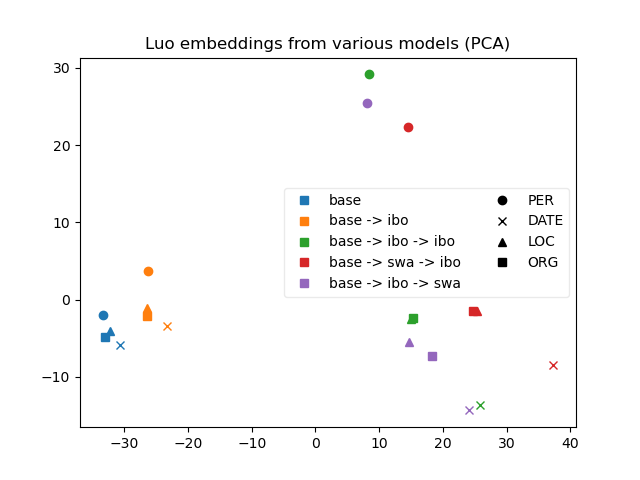 Luo embeddings from various models (PCA)
30
20
10
0
−10
−30
−20
−10
0
10
20
30
40
base
base -> ibo
base -> ibo -> ibo
base -> swa -> ibo
base -> ibo -> swa
PER
DATE
LOC
ORG